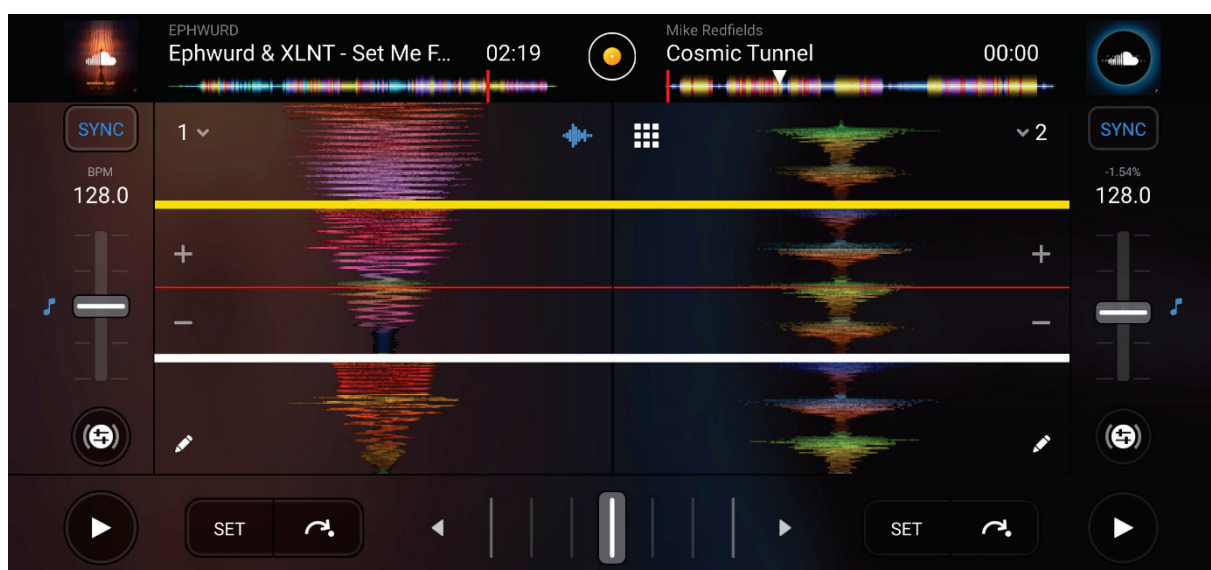 EPHWURD
Ephwurd & XLNT - Set Me F... 02:19
Mike Redfields
Cosmic Tunnel 00:00
SYNC
1
2
SYNC
BPM
128.0
-1.54%
128.0
+
+
−
−
SET
SET